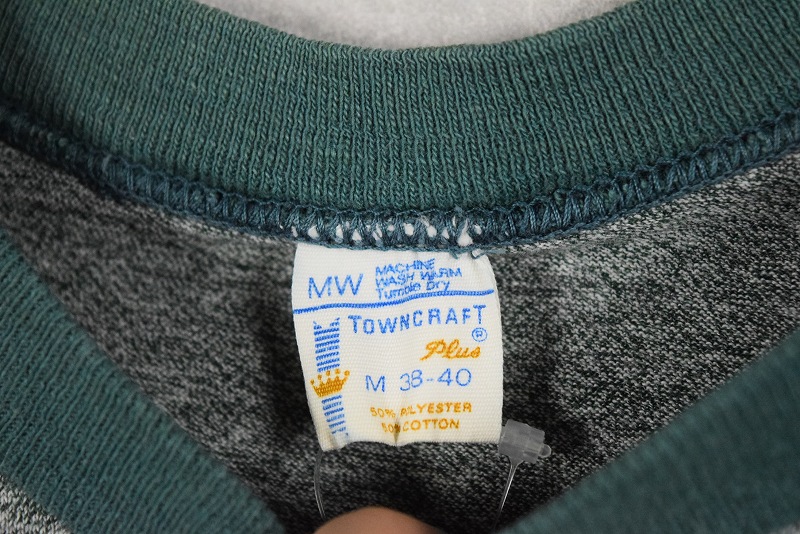 MW
MACHINE
WASH WARM
Tumble Dry
TOWNCRAFT®
Plus
M 38-40
50% POLYESTER
50% COTTON